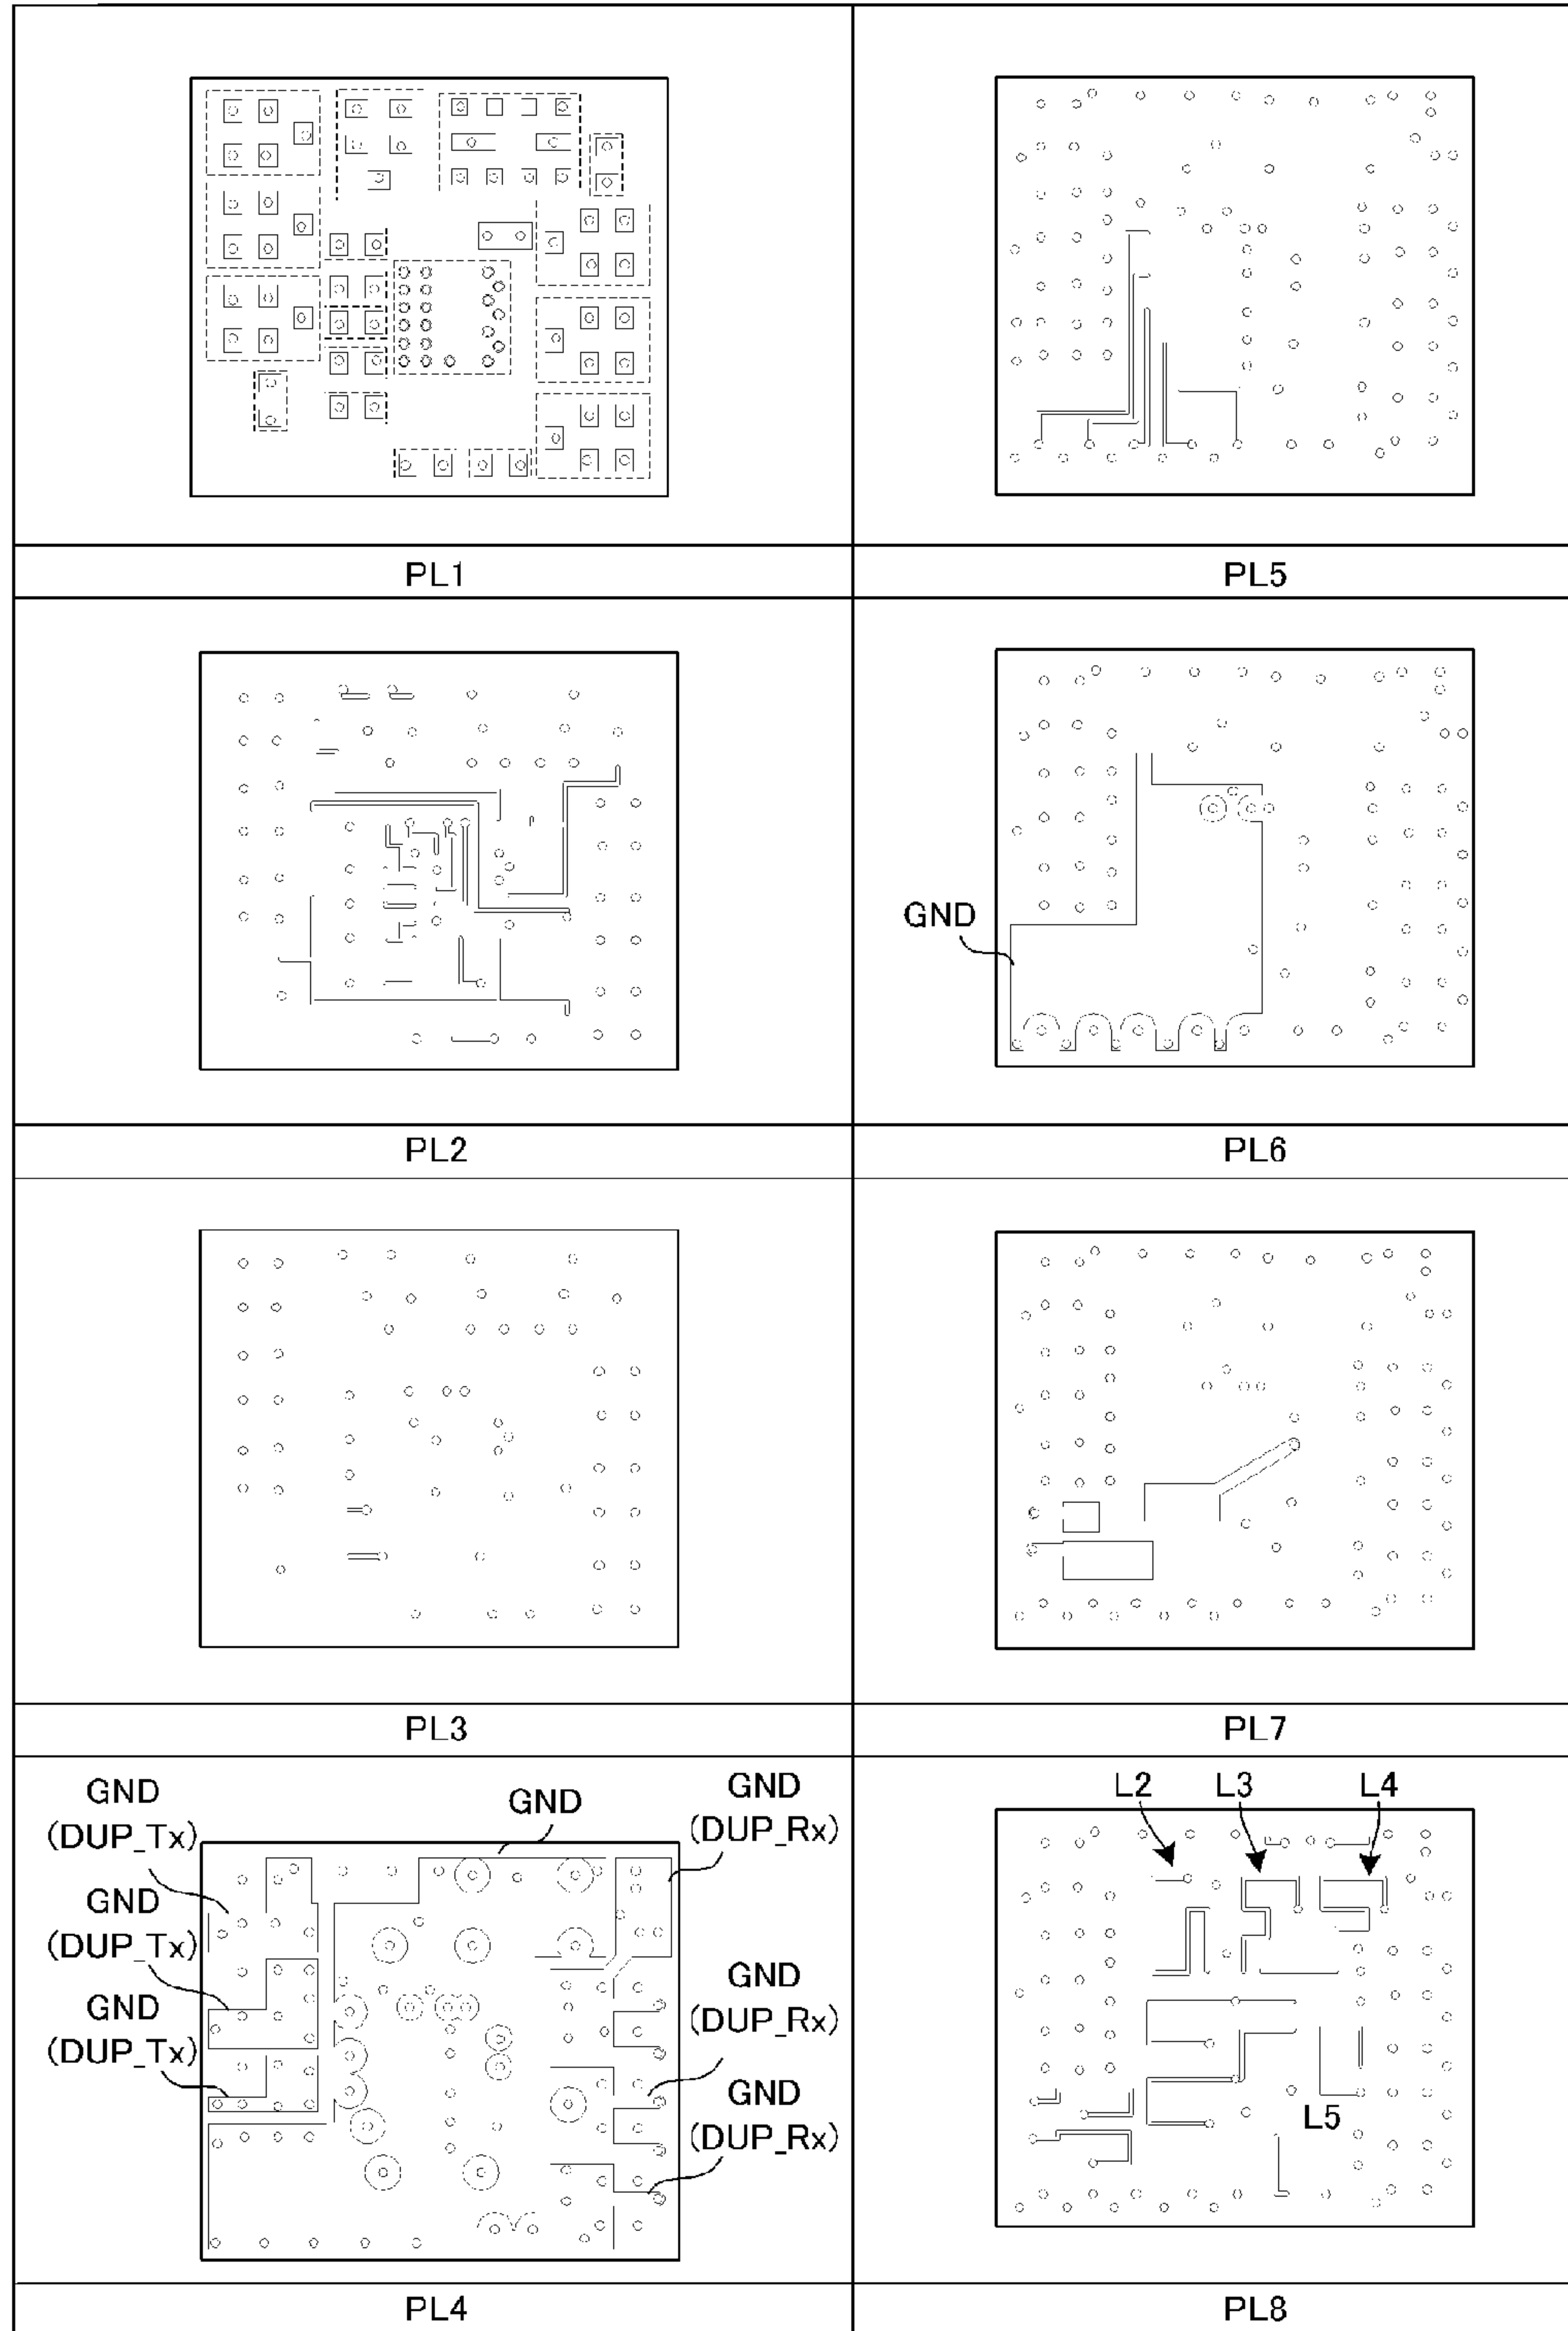 PL1
PL5
GND
PL2
PL6
PL3
PL7
GND
(DUP_Tx)
GND
(DUP_Tx)
GND
(DUP_Tx)
GND
GND
(DUP_Rx)
GND
(DUP_Rx)
GND
(DUP_Rx)
L2
L3
L4
L5
PL4
PL8